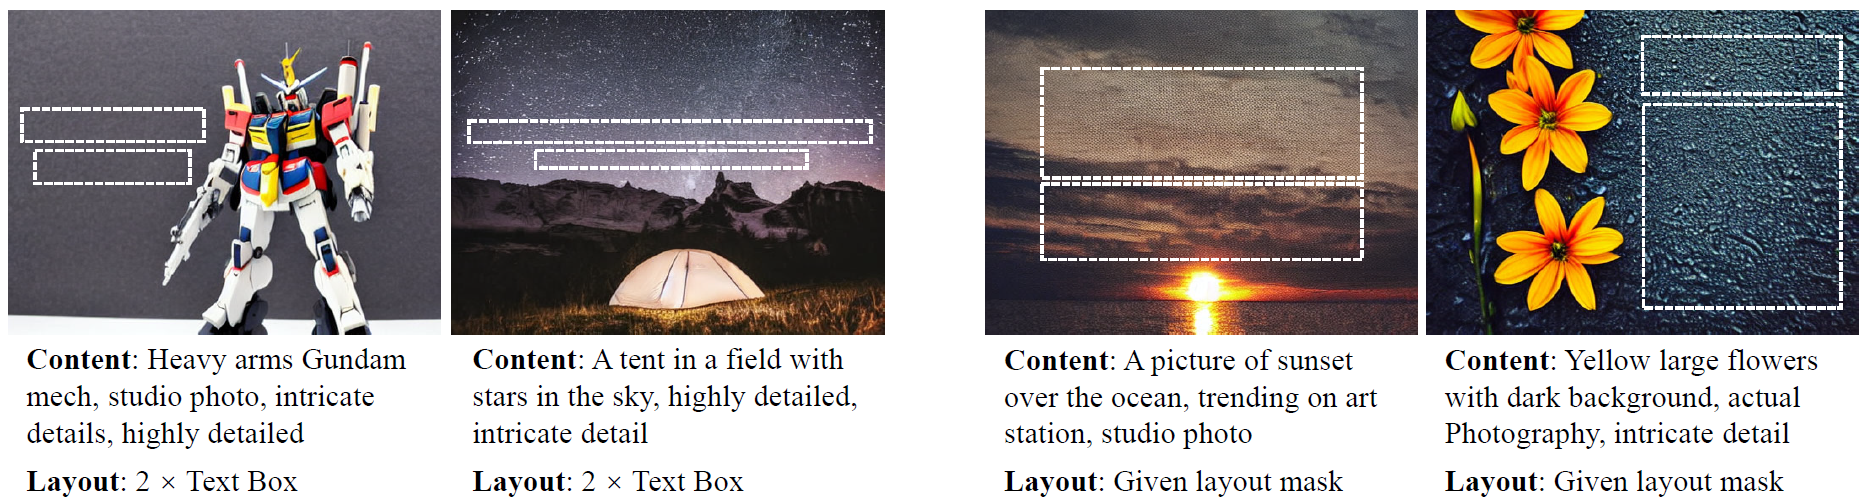 Content: Heavy arms Gundam
mech, studio photo, intricate
details, highly detailed
Layout: 2 × Text Box
Content: A tent in a field with
stars in the sky, highly detailed,
intricate detail
Layout: 2 × Text Box
Content: A picture of sunset
over the ocean, trending on art
station, studio photo
Layout: Given layout mask
Content: Yellow large flowers
with dark background, actual
Photography, intricate detail
Layout: Given layout mask